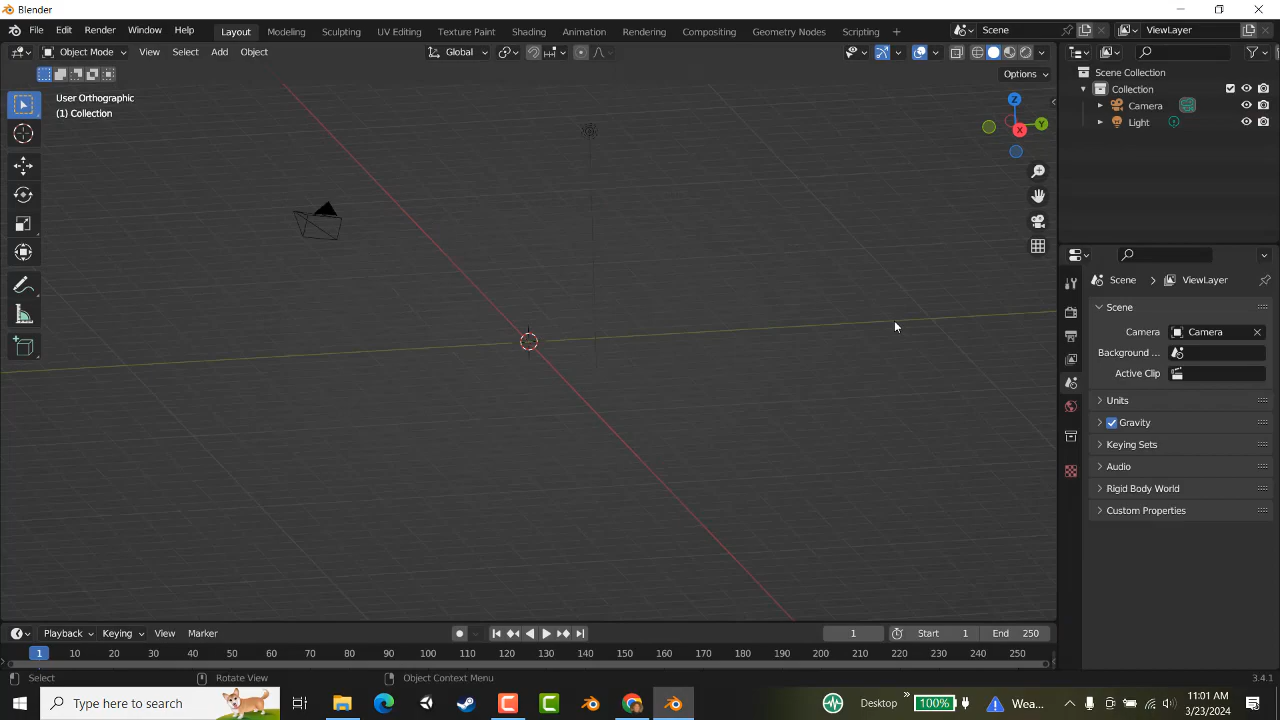 Blender
File Edit Render Window Help Layout Modeling Sculpting UV Editing Texture Paint Shading Animation Rendering Compositing Geometry Nodes Scripting + Scene ViewLayer
Object Mode View Select Add Object Global
Options
User Orthographic
(1) Collection
Z
X
Y
Scene Collection
Collection
Camera
Light
Scene > ViewLayer
Scene
Camera Camera
Background ...
Active Clip
Units
Gravity
Keying Sets
Audio
Rigid Body World
Custom Properties
Playback Keying View Marker 1 Start 1 End 250
1 10 20 30 40 50 60 70 80 90 100 110 120 130 140 150 160 170 180 190 200 210 220 230 240 250
Select Rotate View Object Context Menu 3.4.1
Type here to search Desktop 100% Wea... 11:01 AM
3/23/2024